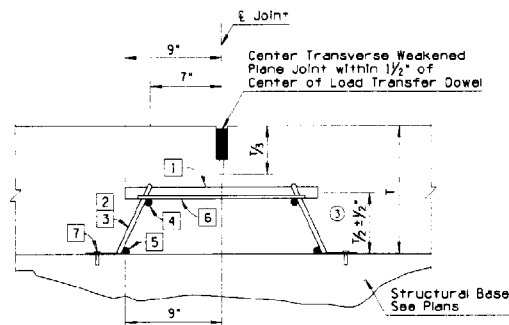 ℄ Joint
9"
7"
Center Transverse Weakened
Plane Joint within 1½" of
Center of Load Transfer Dowel
T/3
T
1
2
3
4
6
3
T/2 ± 1/2"
7
5
9"
Structural Base
See Plans